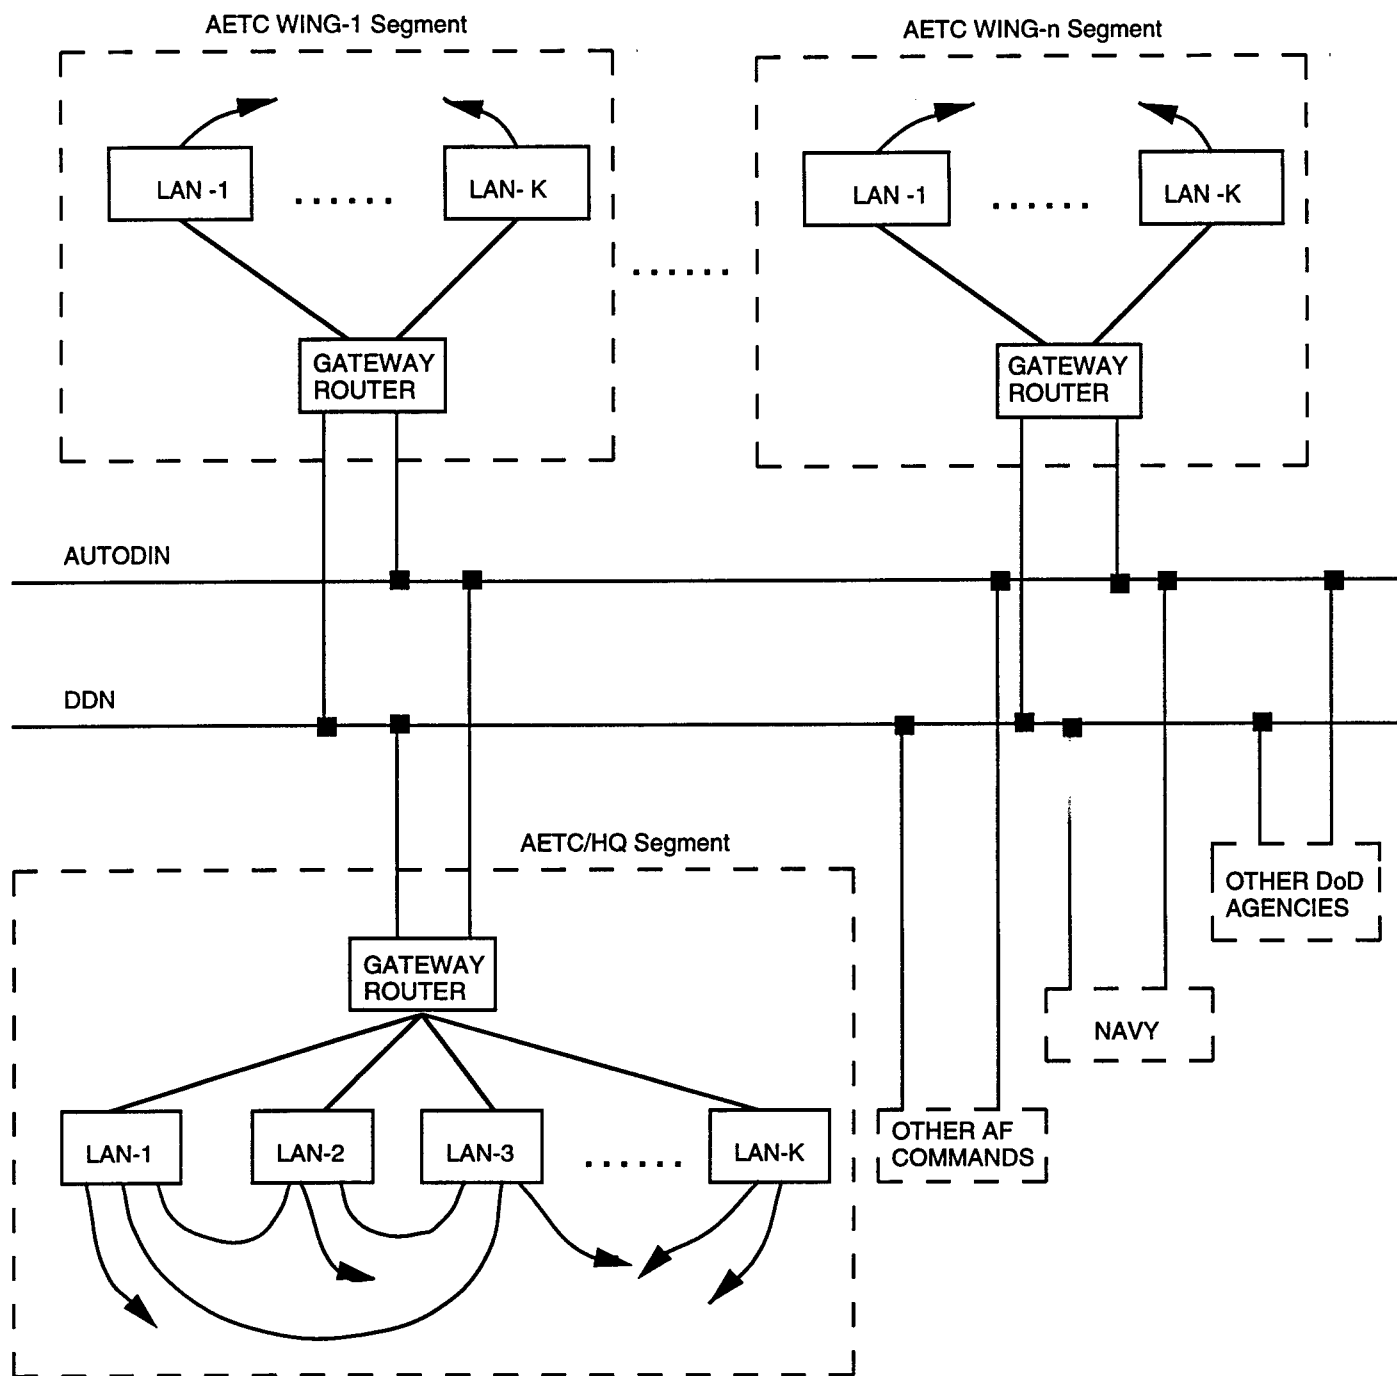 AETC WING-1 Segment
AETC WING-n Segment
LAN -1
LAN- K
LAN -1
LAN -K
GATEWAY
ROUTER
GATEWAY
ROUTER
AUTODIN
DDN
AETC/HQ Segment
OTHER DoD
AGENCIES
GATEWAY
ROUTER
NAVY
LAN-1
LAN-2
LAN-3
LAN-K
OTHER AF
COMMANDS